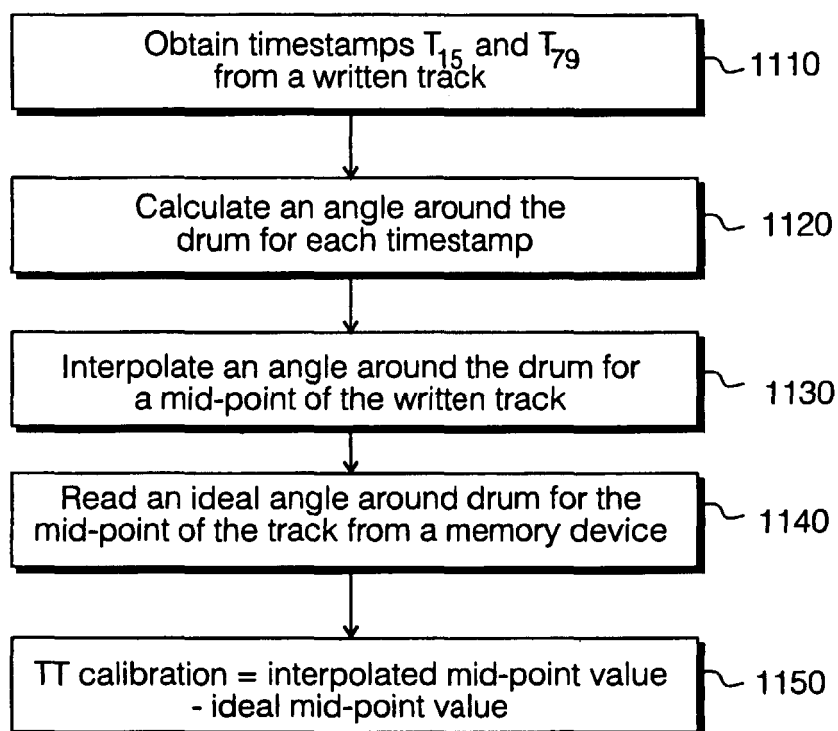 Obtain timestamps T15 and T79
from a written track
1110
Calculate an angle around the
drum for each timestamp
1120
Interpolate an angle around the drum for
a mid-point of the written track
1130
Read an ideal angle around drum for the
mid-point of the track from a memory device
1140
TT calibration = interpolated mid-point value
- ideal mid-point value
1150